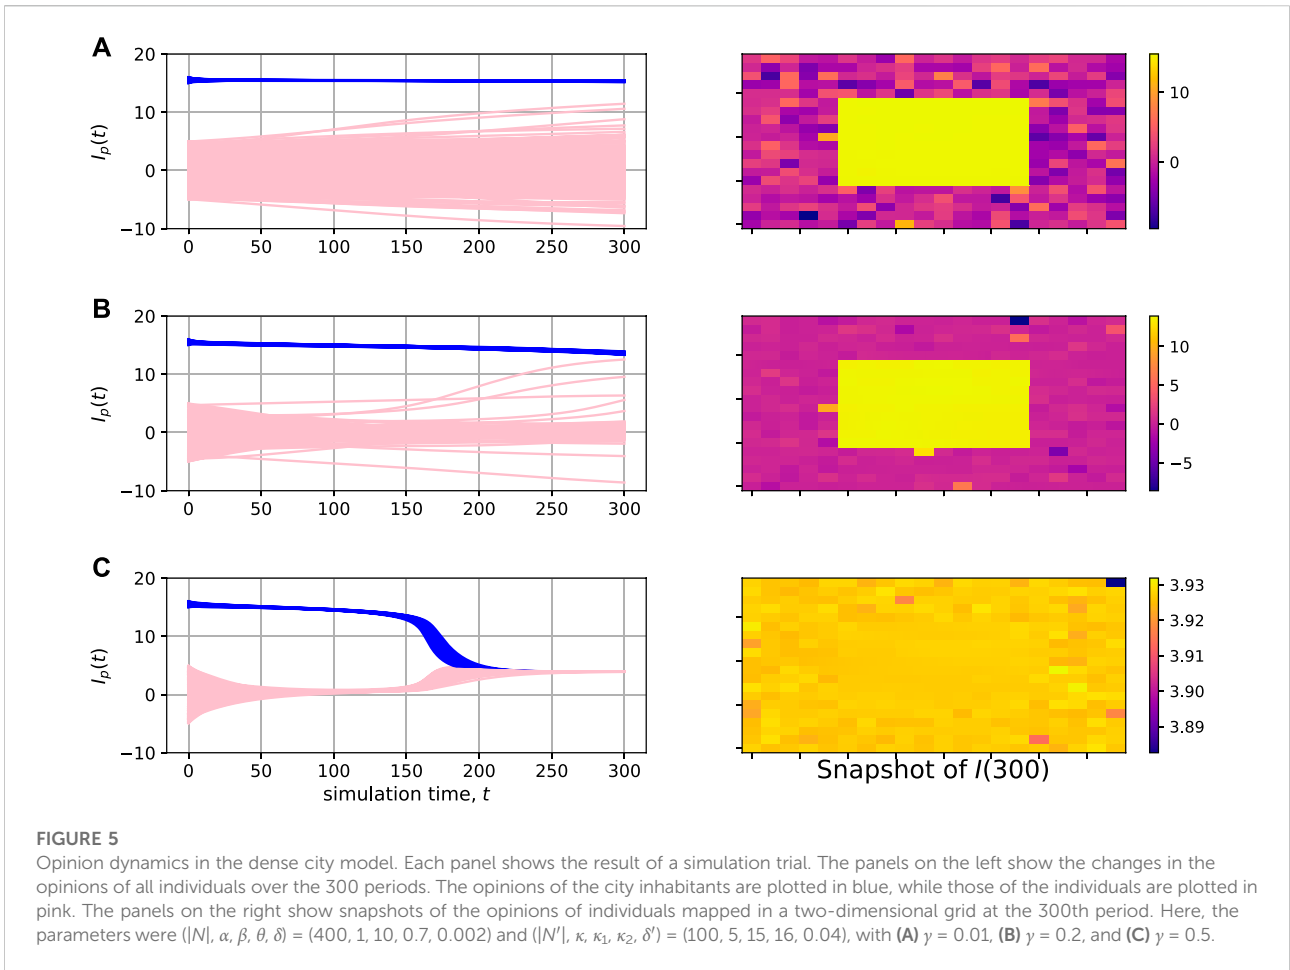 A
20
10
0
−10
I_p(t)
0 50 100 150 200 250 300
10
0
B
20
10
0
−10
I_p(t)
0 50 100 150 200 250 300
10
5
0
−5
C
20
10
0
−10
I_p(t)
0 50 100 150 200 250 300
simulation time, t
3.93
3.92
3.91
3.90
3.89
Snapshot of I(300)
FIGURE 5
Opinion dynamics in the dense city model. Each panel shows the result of a simulation trial. The panels on the left show the changes in the
opinions of all individuals over the 300 periods. The opinions of the city inhabitants are plotted in blue, while those of the individuals are plotted in
pink. The panels on the right show snapshots of the opinions of individuals mapped in a two-dimensional grid at the 300th period. Here, the
parameters were (|N|, α, β, θ, δ) = (400, 1, 10, 0.7, 0.002) and (|N′|, κ, κ₁, κ₂, δ′) = (100, 5, 15, 16, 0.04), with (A) γ = 0.01, (B) γ = 0.2, and (C) γ = 0.5.